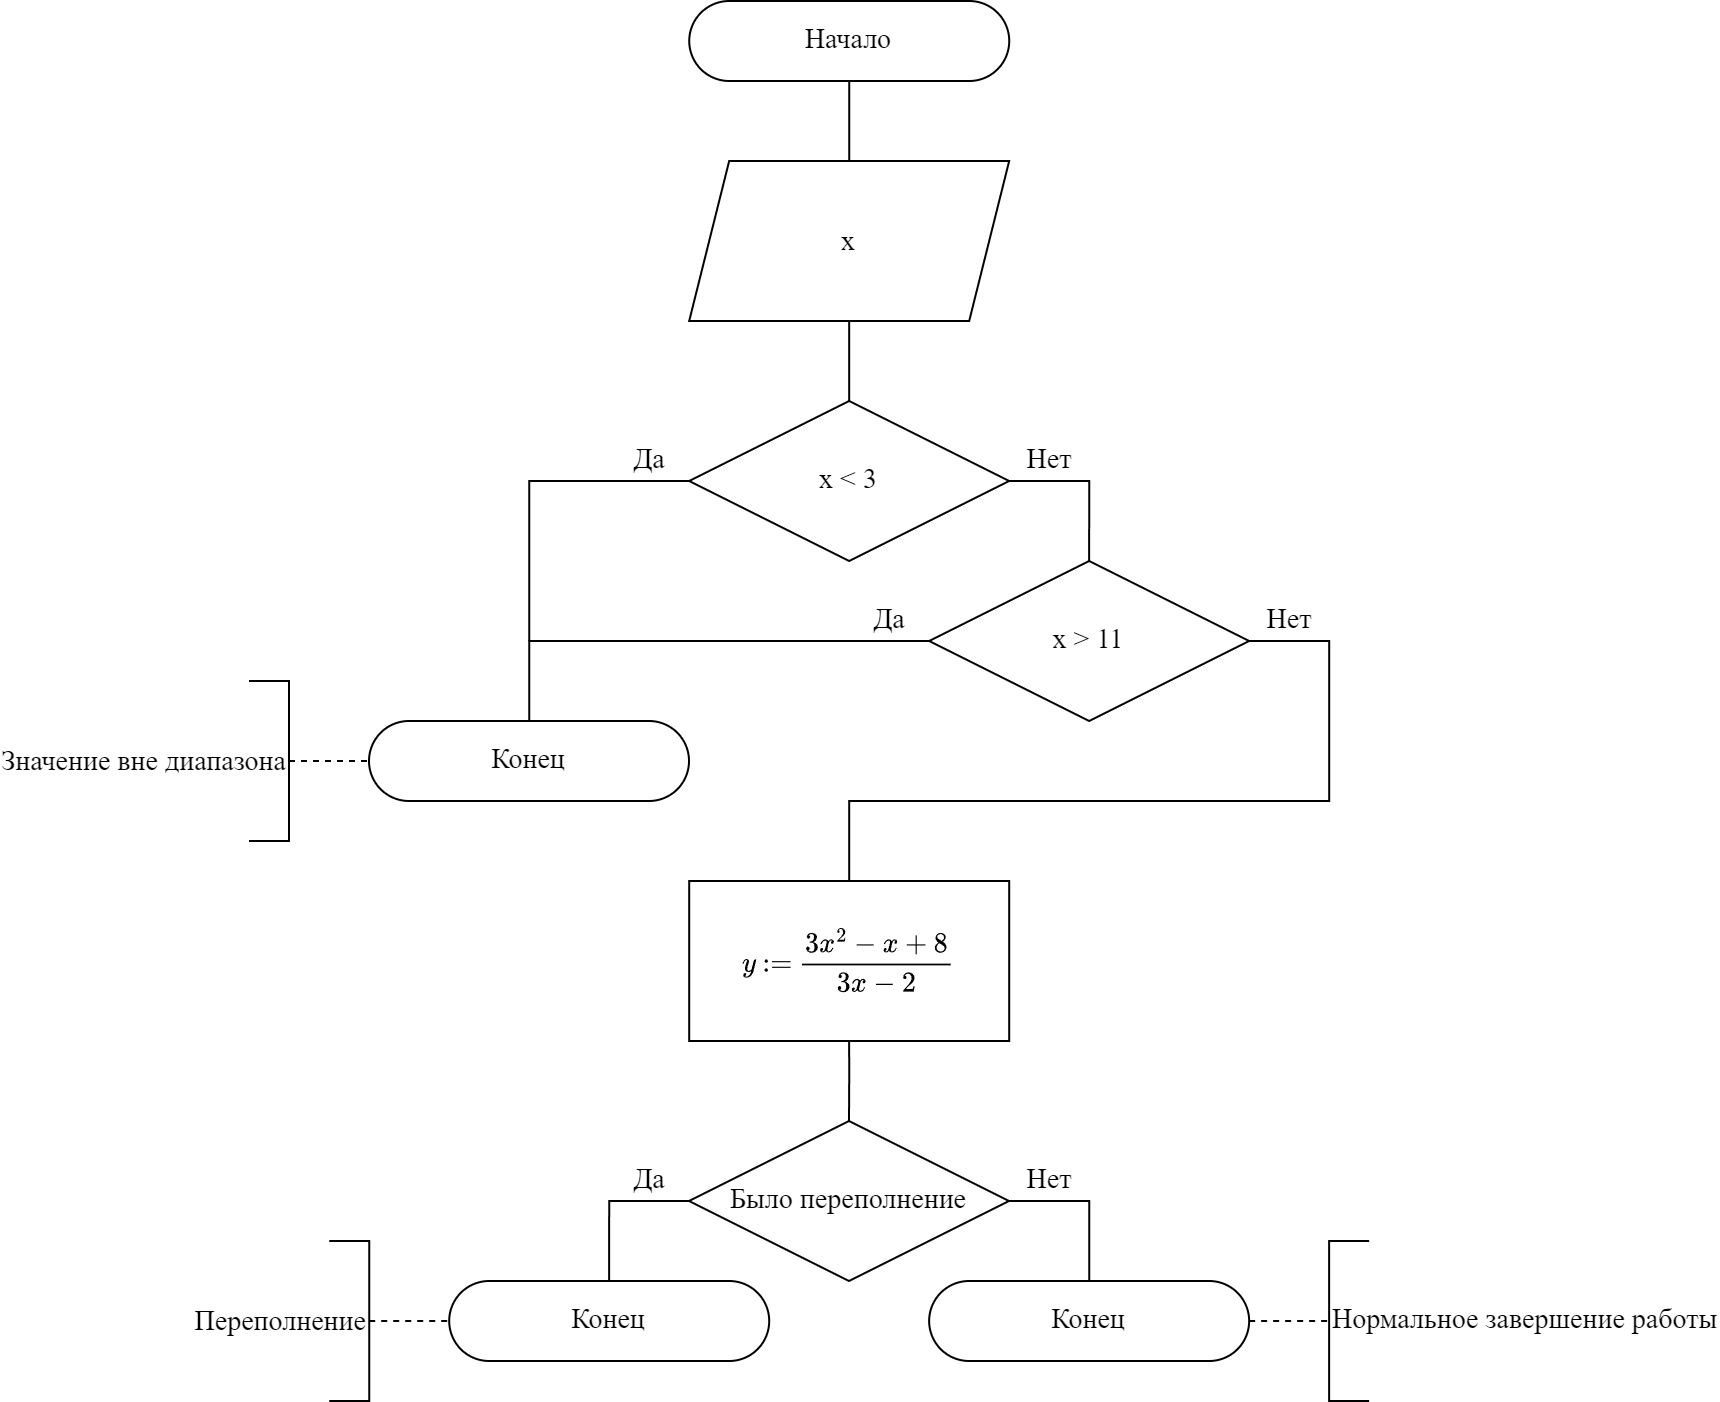 Начало
x
Да
x < 3
Нет
Да
x > 11
Нет
Значение вне диапазона
Конец
y := \frac{3x^2 - x + 8}{3x - 2}
Да
Было переполнение
Нет
Переполнение
Конец
Конец
Нормальное завершение работы